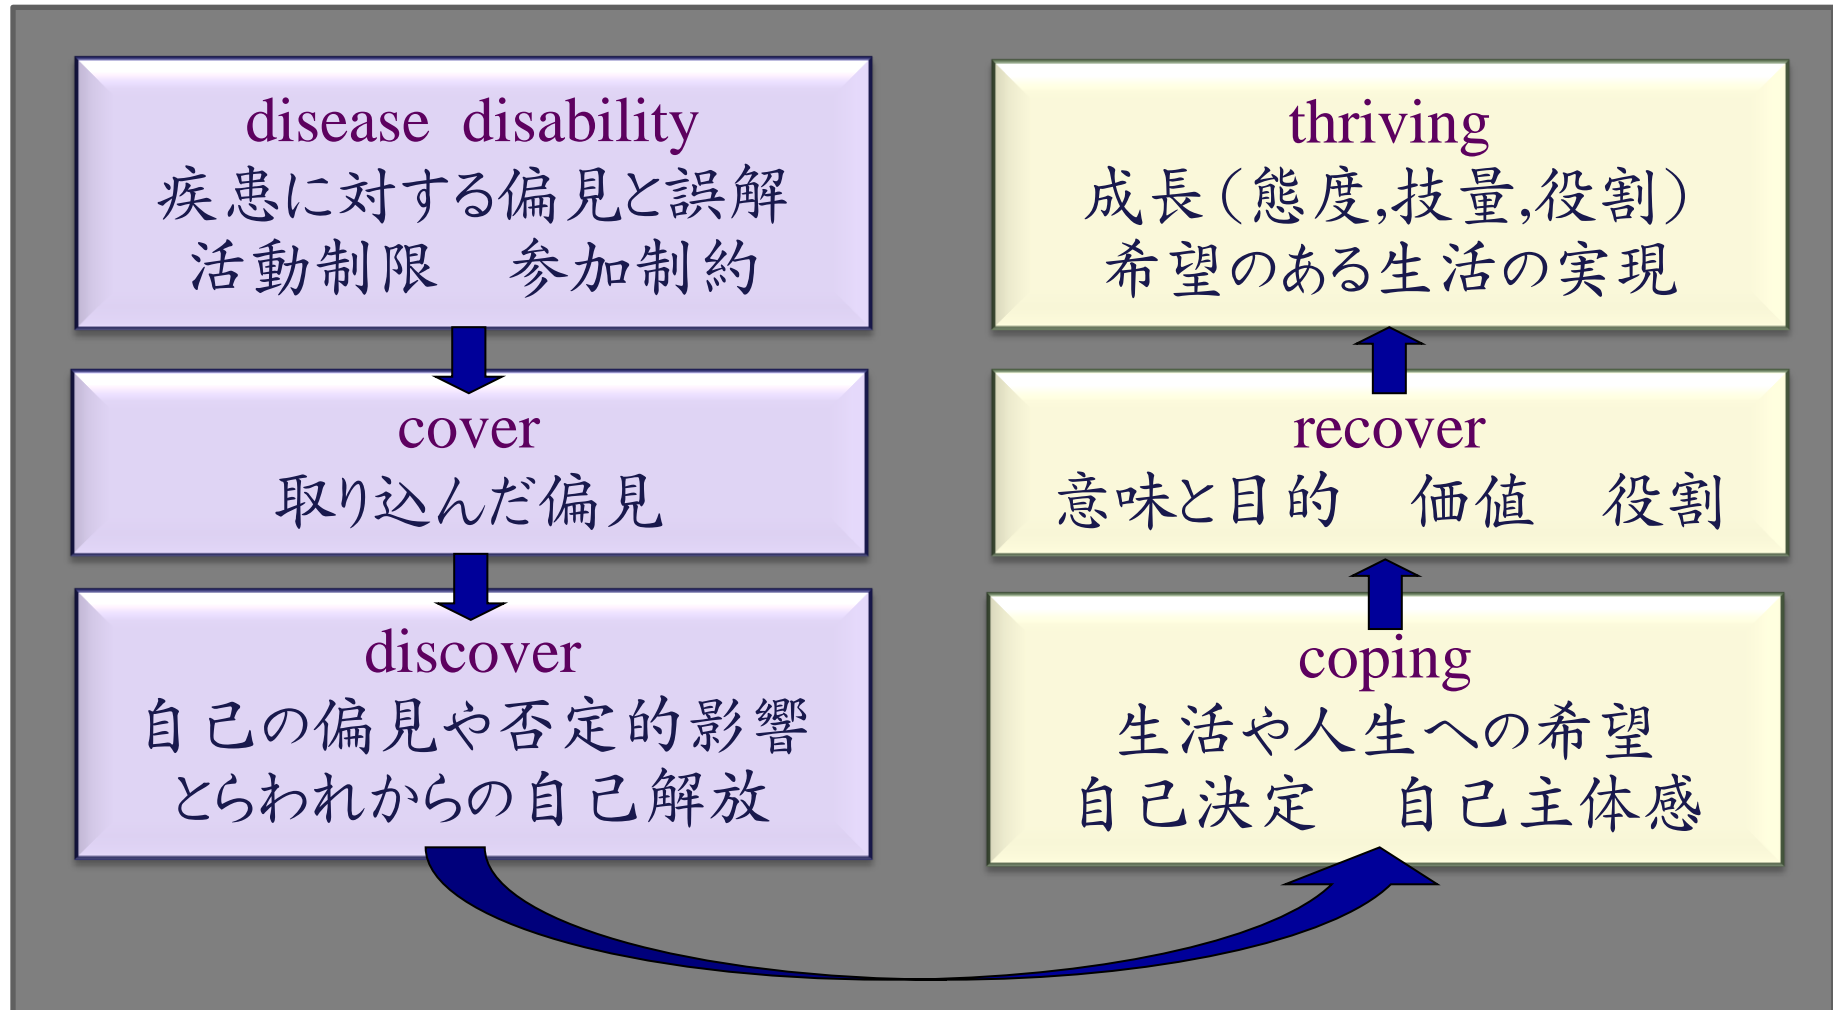 disease disability
疾患に対する偏見と誤解
活動制限　参加制約
cover
取り込んだ偏見
discover
自己の偏見や否定的影響
とらわれからの自己解放
coping
生活や人生への希望
自己決定　自己主体感
recover
意味と目的　価値　役割
thriving
成長（態度,技量,役割）
希望のある生活の実現